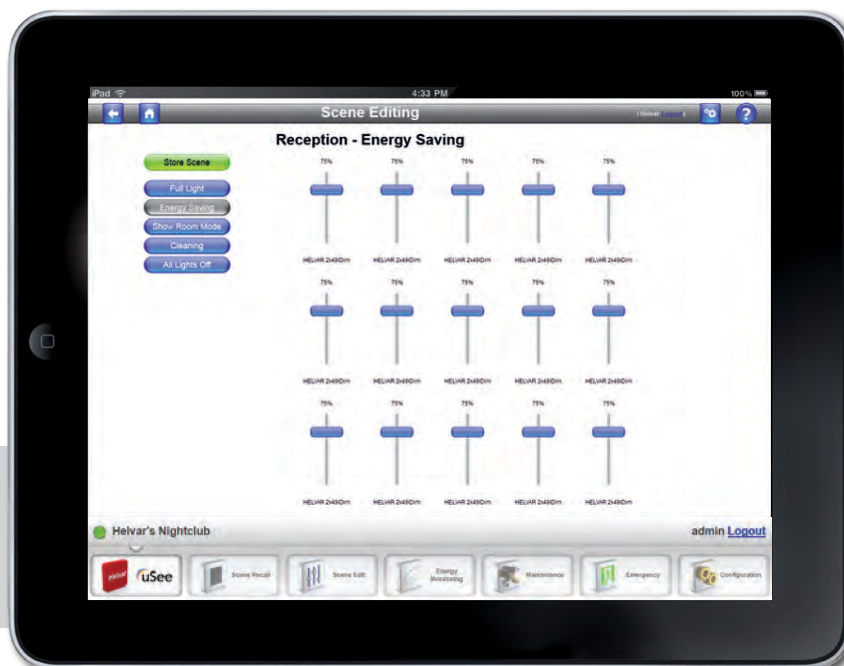 iPad 4:33 PM 100%
Scene Editing
Reception - Energy Saving
Store Scene
Full Light
Energy Saving
Show Room Mode
Cleaning
All Lights Off
75% 75% 75% 75% 75%
HELVAR 2x49Dim HELVAR 2x49Dim HELVAR 2x49Dim HELVAR 2x49Dim HELVAR 2x49Dim
75% 75% 75% 75% 75%
HELVAR 2x49Dim HELVAR 2x49Dim HELVAR 2x49Dim HELVAR 2x49Dim HELVAR 2x49Dim
75% 75% 75% 75% 75%
HELVAR 2x49Dim HELVAR 2x49Dim HELVAR 2x49Dim HELVAR 2x49Dim HELVAR 2x49Dim
Helvar's Nightclub
admin Logout
Helvar uSee
Scene Recall
Scene Edit
Energy
Monitoring
Maintenance
Emergency
Configuration